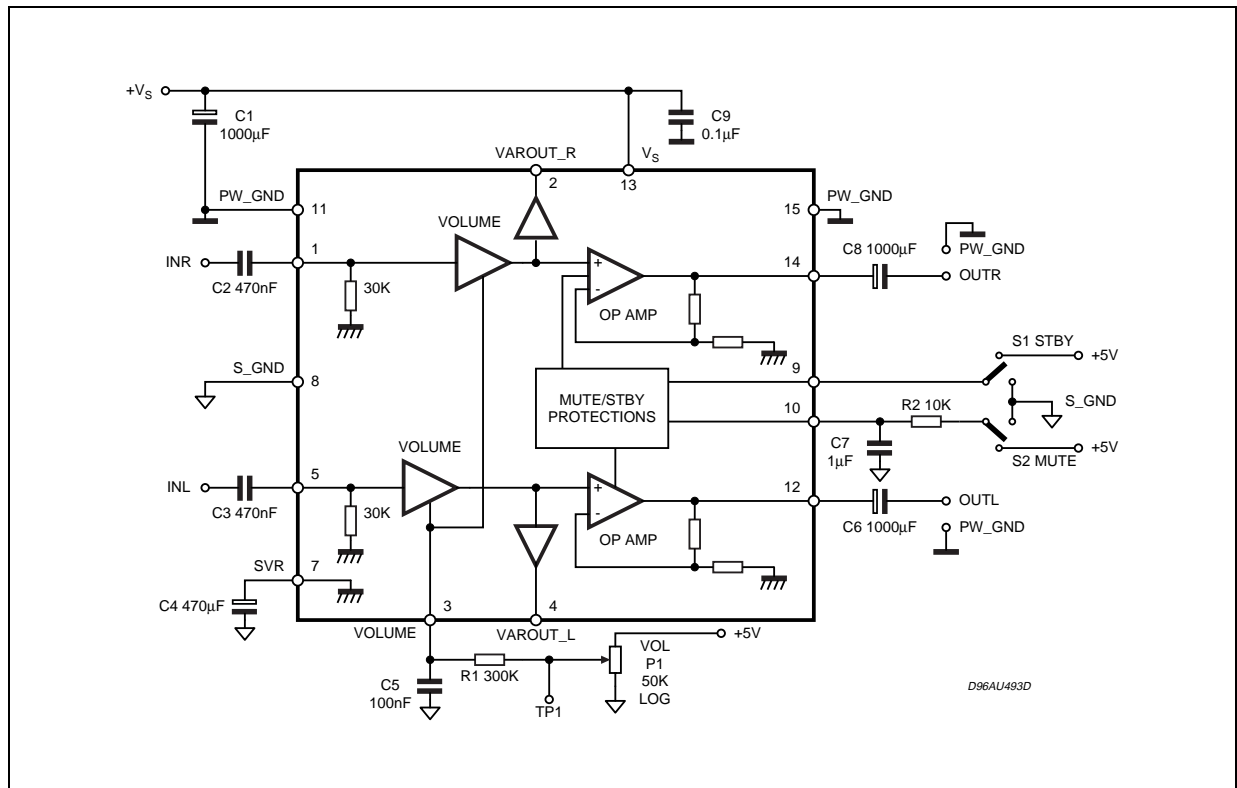 +VS
C1
1000µF
C9
0.1µF
VAROUT_R
VS
2
13
PW_GND
11
PW_GND
15
VOLUME
INR
1
C2 470nF
30K
+
-
OP AMP
14
C8 1000µF
PW_GND
OUTR
S_GND
8
MUTE/STBY
PROTECTIONS
9
10
S1 STBY
+5V
S_GND
R2 10K
C7
1µF
S2 MUTE
+5V
VOLUME
INL
5
C3 470nF
30K
+
-
OP AMP
12
C6 1000µF
OUTL
PW_GND
SVR
7
C4 470µF
3
4
VOLUME
VAROUT_L
+5V
VOL
P1
50K
LOG
R1 300K
C5
100nF
TP1
D96AU493D